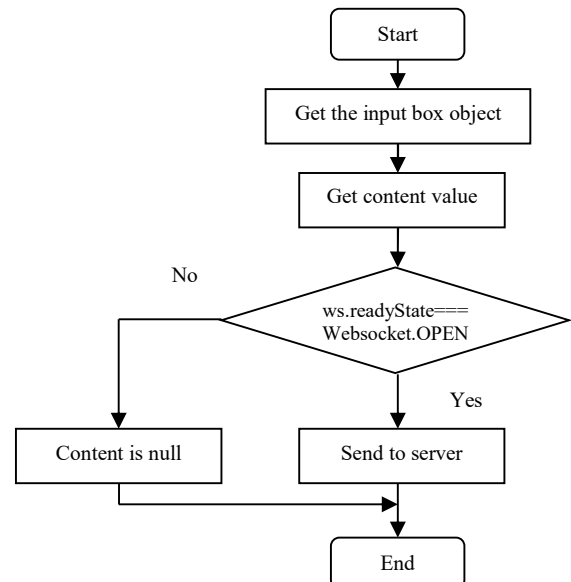 Start
Get the input box object
Get content value
No
ws.readyState===
Websocket.OPEN
Yes
Content is null
Send to server
End